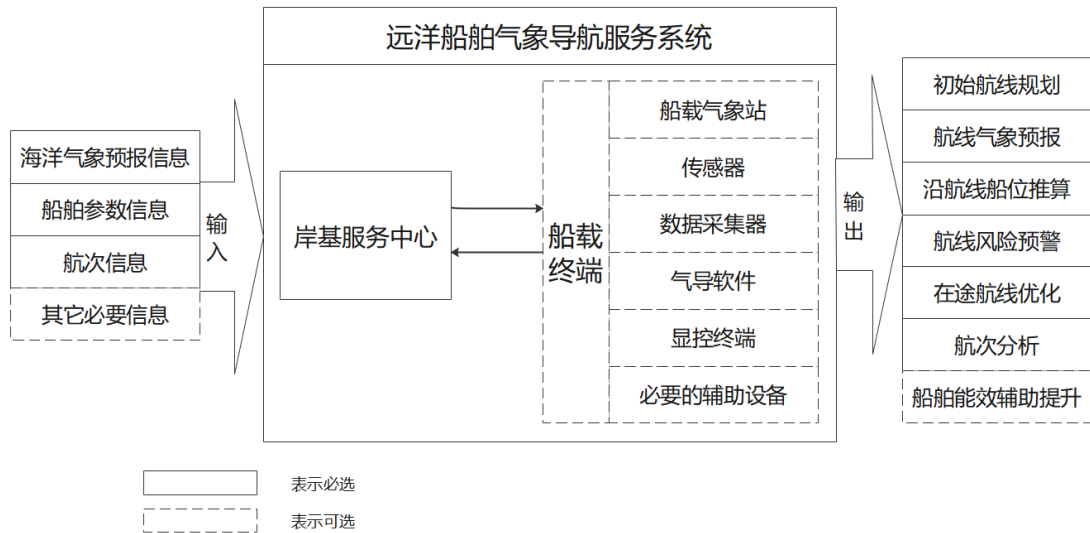 远洋船舶气象导航服务系统
海洋气象预报信息
船舶参数信息
航次信息
其它必要信息
输
入
岸基服务中心
船载
终端
船载气象站
传感器
数据采集器
气导软件
显控终端
必要的辅助设备
输
出
初始航线规划
航线气象预报
沿航线船位推算
航线风险预警
在途航线优化
航次分析
船舶能效辅助提升
表示必选
表示可选